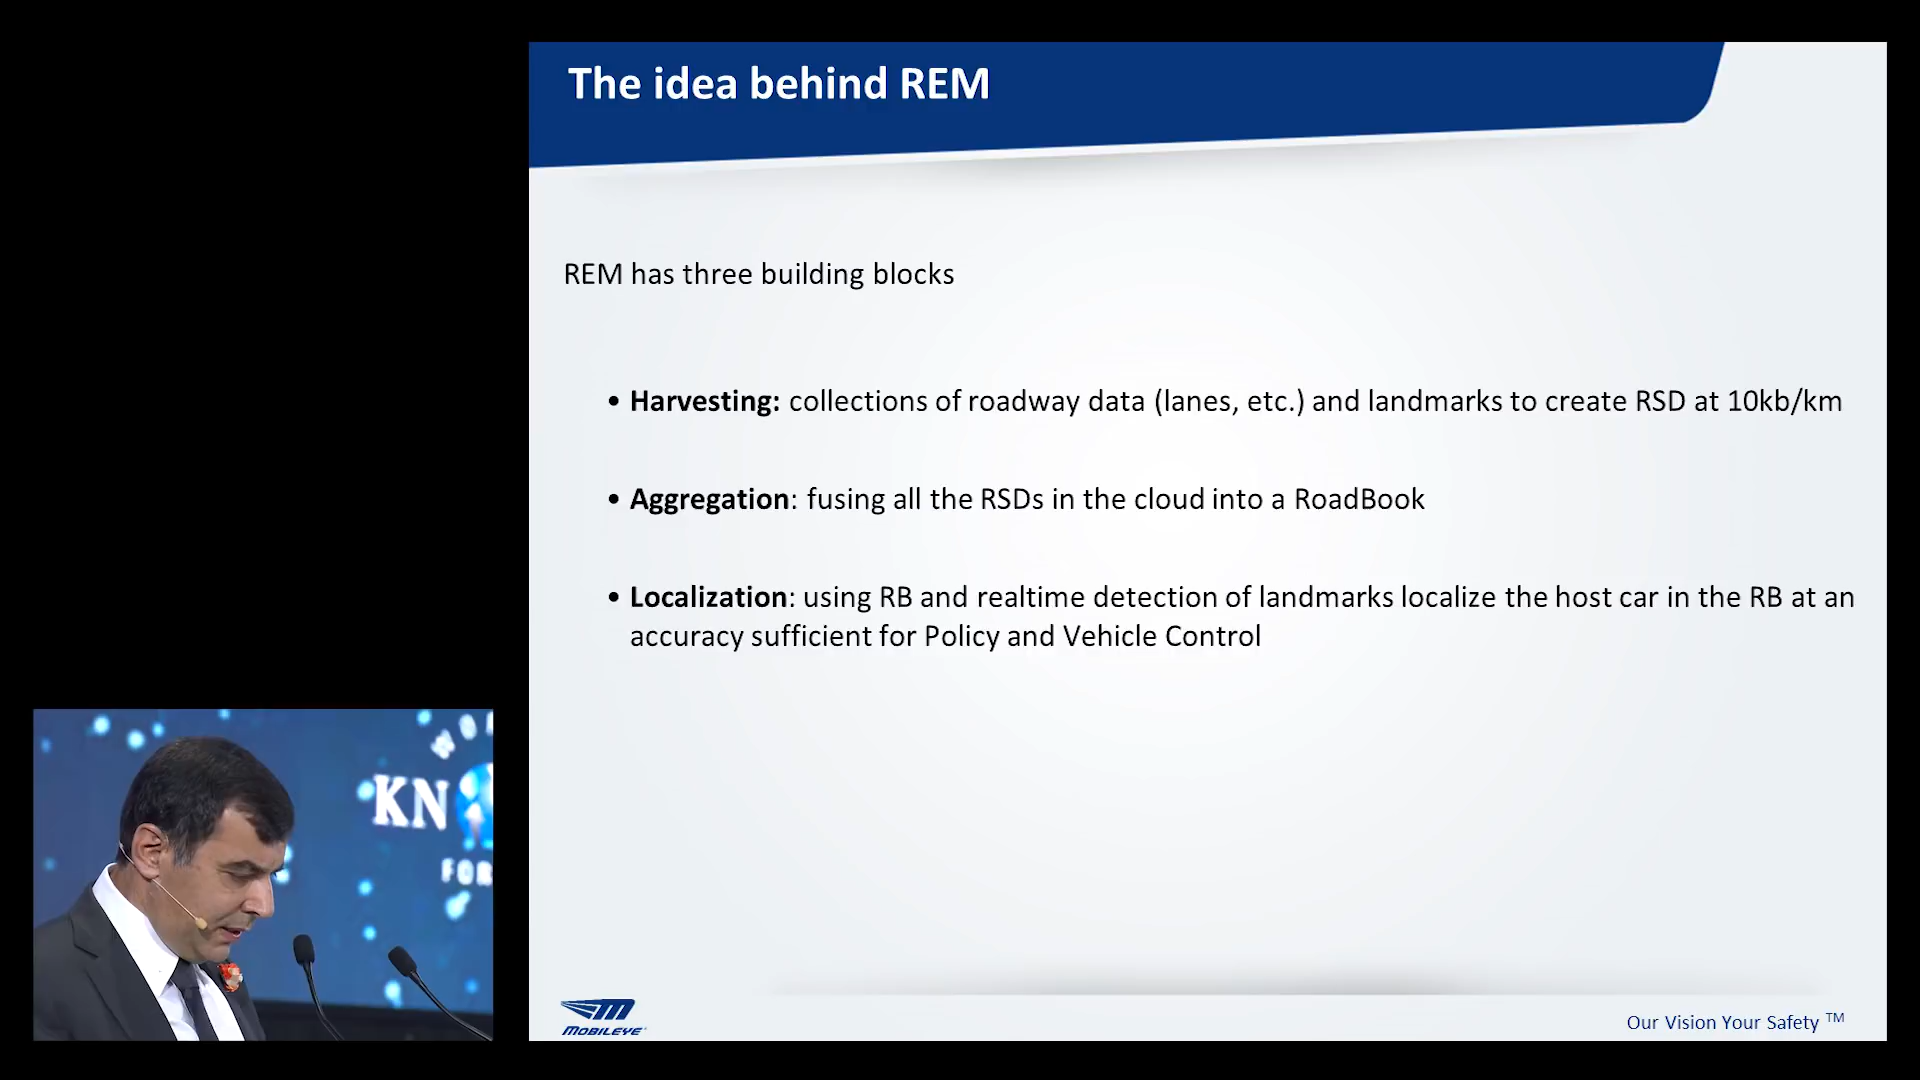 The idea behind REM
REM has three building blocks
• Harvesting: collections of roadway data (lanes, etc.) and landmarks to create RSD at 10kb/km
• Aggregation: fusing all the RSDs in the cloud into a RoadBook
• Localization: using RB and realtime detection of landmarks localize the host car in the RB at an
accuracy sufficient for Policy and Vehicle Control
MOBILEYE
Our Vision Your Safety TM
WOR
KN
FOR